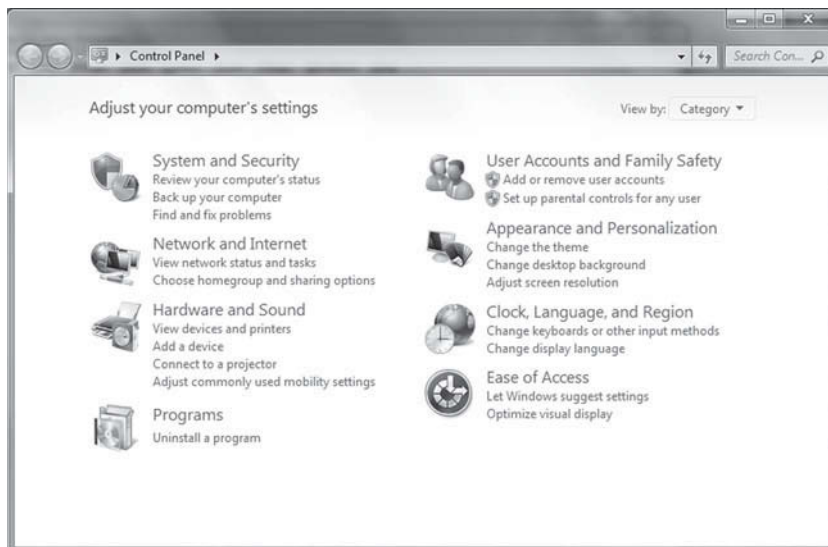 Control Panel
Search Con...
Adjust your computer's settings
View by: Category
System and Security
Review your computer's status
Back up your computer
Find and fix problems
Network and Internet
View network status and tasks
Choose homegroup and sharing options
Hardware and Sound
View devices and printers
Add a device
Connect to a projector
Adjust commonly used mobility settings
Programs
Uninstall a program
User Accounts and Family Safety
Add or remove user accounts
Set up parental controls for any user
Appearance and Personalization
Change the theme
Change desktop background
Adjust screen resolution
Clock, Language, and Region
Change keyboards or other input methods
Change display language
Ease of Access
Let Windows suggest settings
Optimize visual display